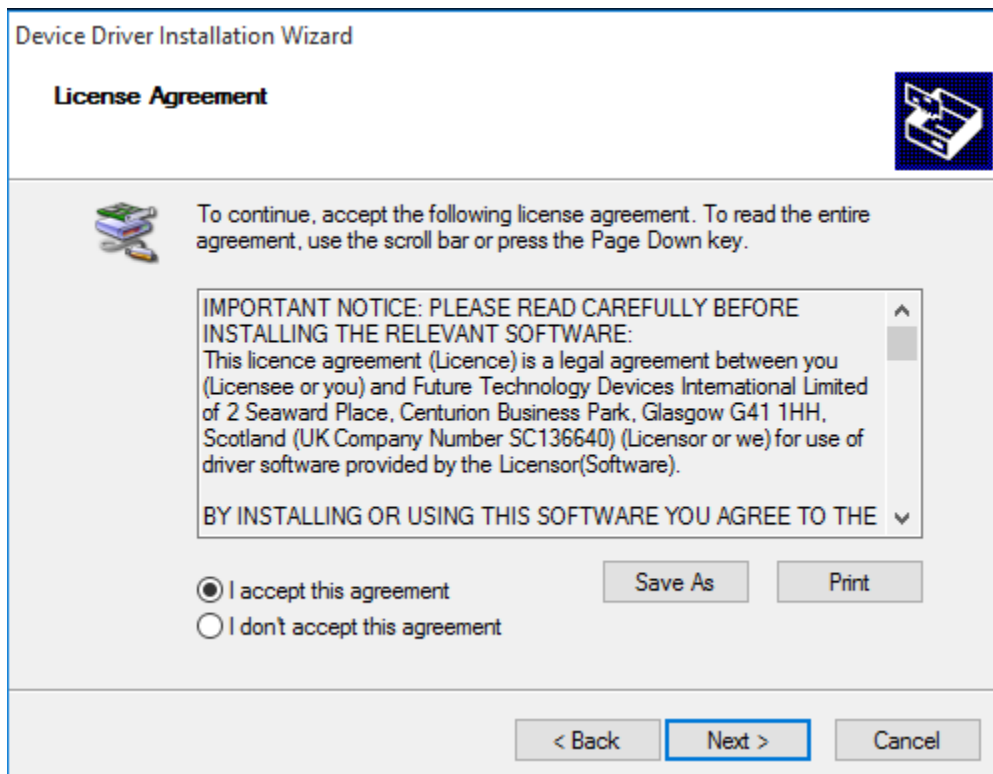 Device Driver Installation Wizard
License Agreement
To continue, accept the following license agreement. To read the entire
agreement, use the scroll bar or press the Page Down key.
IMPORTANT NOTICE: PLEASE READ CAREFULLY BEFORE
INSTALLING THE RELEVANT SOFTWARE:
This licence agreement (Licence) is a legal agreement between you
(Licensee or you) and Future Technology Devices International Limited
of 2 Seaward Place, Centurion Business Park, Glasgow G41 1HH,
Scotland (UK Company Number SC136640) (Licensor or we) for use of
driver software provided by the Licensor(Software).
BY INSTALLING OR USING THIS SOFTWARE YOU AGREE TO THE
I accept this agreement
Save As
Print
I don't accept this agreement
< Back
Next >
Cancel